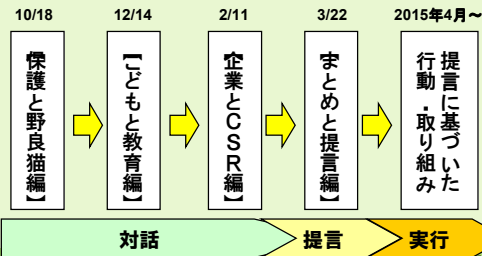 10/18
12/14
2/11
3/22
2015年4月～
【保護と野良猫編】
【こどもと教育編】
【企業とCSR編】
【まとめと提言編】
提言に基づいた
行動・取り組み
対話
提言
実行